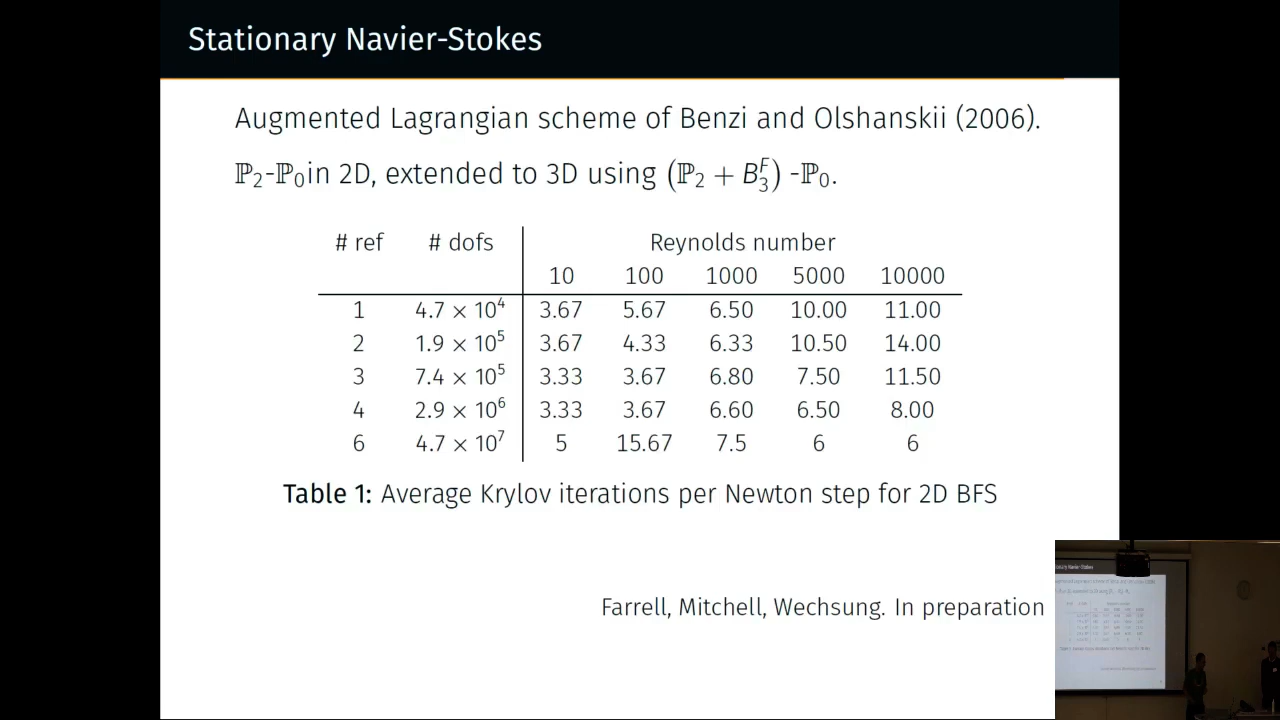 Stationary Navier-Stokes
Augmented Lagrangian scheme of Benzi and Olshanskii (2006).
ℙ₂-ℙ₀in 2D, extended to 3D using (ℙ₂ + B₃ᶠ) -ℙ₀.
# ref # dofs Reynolds number
10 100 1000 5000 10000
1 4.7 × 10⁴ 3.67 5.67 6.50 10.00 11.00
2 1.9 × 10⁵ 3.67 4.33 6.33 10.50 14.00
3 7.4 × 10⁵ 3.33 3.67 6.80 7.50 11.50
4 2.9 × 10⁶ 3.33 3.67 6.60 6.50 8.00
6 4.7 × 10⁷ 5 15.67 7.5 6 6
Table 1: Average Krylov iterations per Newton step for 2D BFS
Farrell, Mitchell, Wechsung. In preparation